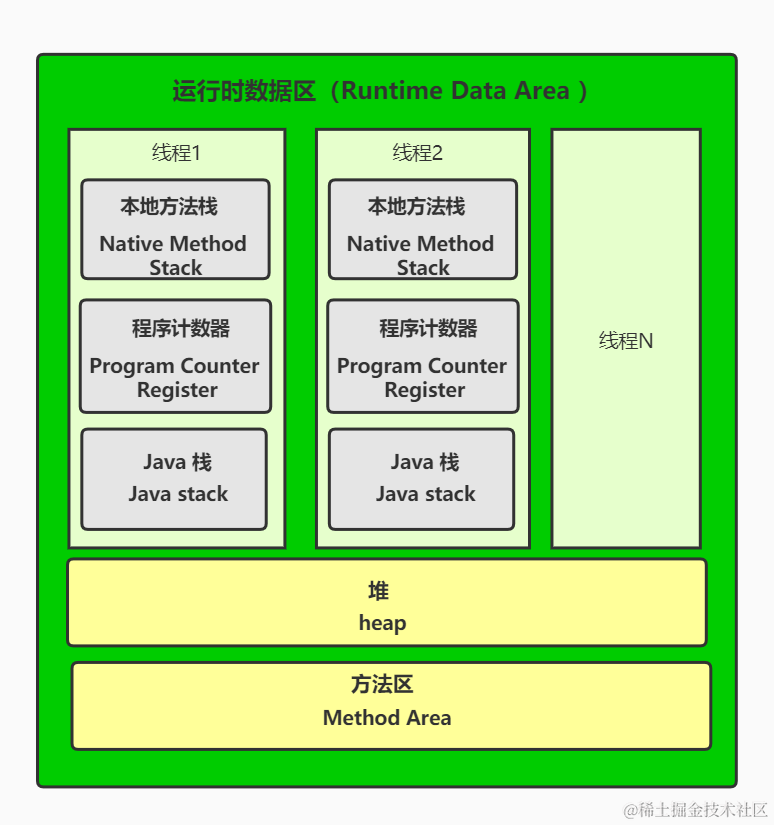 运行时数据区（Runtime Data Area ）
线程1
本地方法栈
Native Method
Stack
程序计数器
Program Counter
Register
Java 栈
Java stack
线程2
本地方法栈
Native Method
Stack
程序计数器
Program Counter
Register
Java 栈
Java stack
线程N
堆
heap
方法区
Method Area
@稀土掘金技术社区